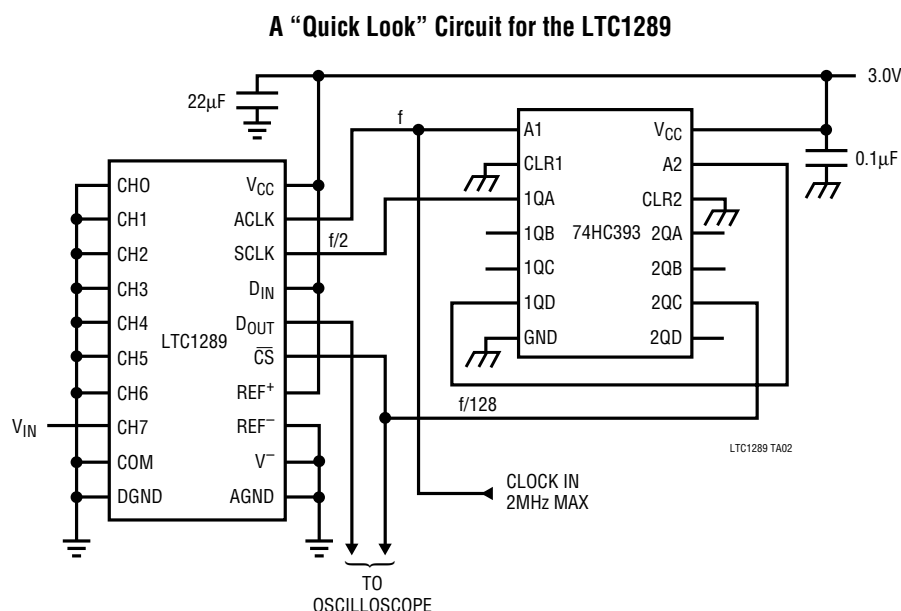 A “Quick Look” Circuit for the LTC1289
3.0V
22µF
f
A1
VCC
0.1µF
CLR1
A2
1QA
CLR2
1QB
74HC393
2QA
1QC
2QB
1QD
2QC
GND
2QD
f/2
f/128
CH0
VCC
CH1
ACLK
CH2
SCLK
CH3
DIN
CH4
DOUT
LTC1289
CH5
CS
CH6
REF+
VIN
CH7
REF–
COM
V–
DGND
AGND
LTC1289 TA02
CLOCK IN
2MHz MAX
TO
OSCILLOSCOPE